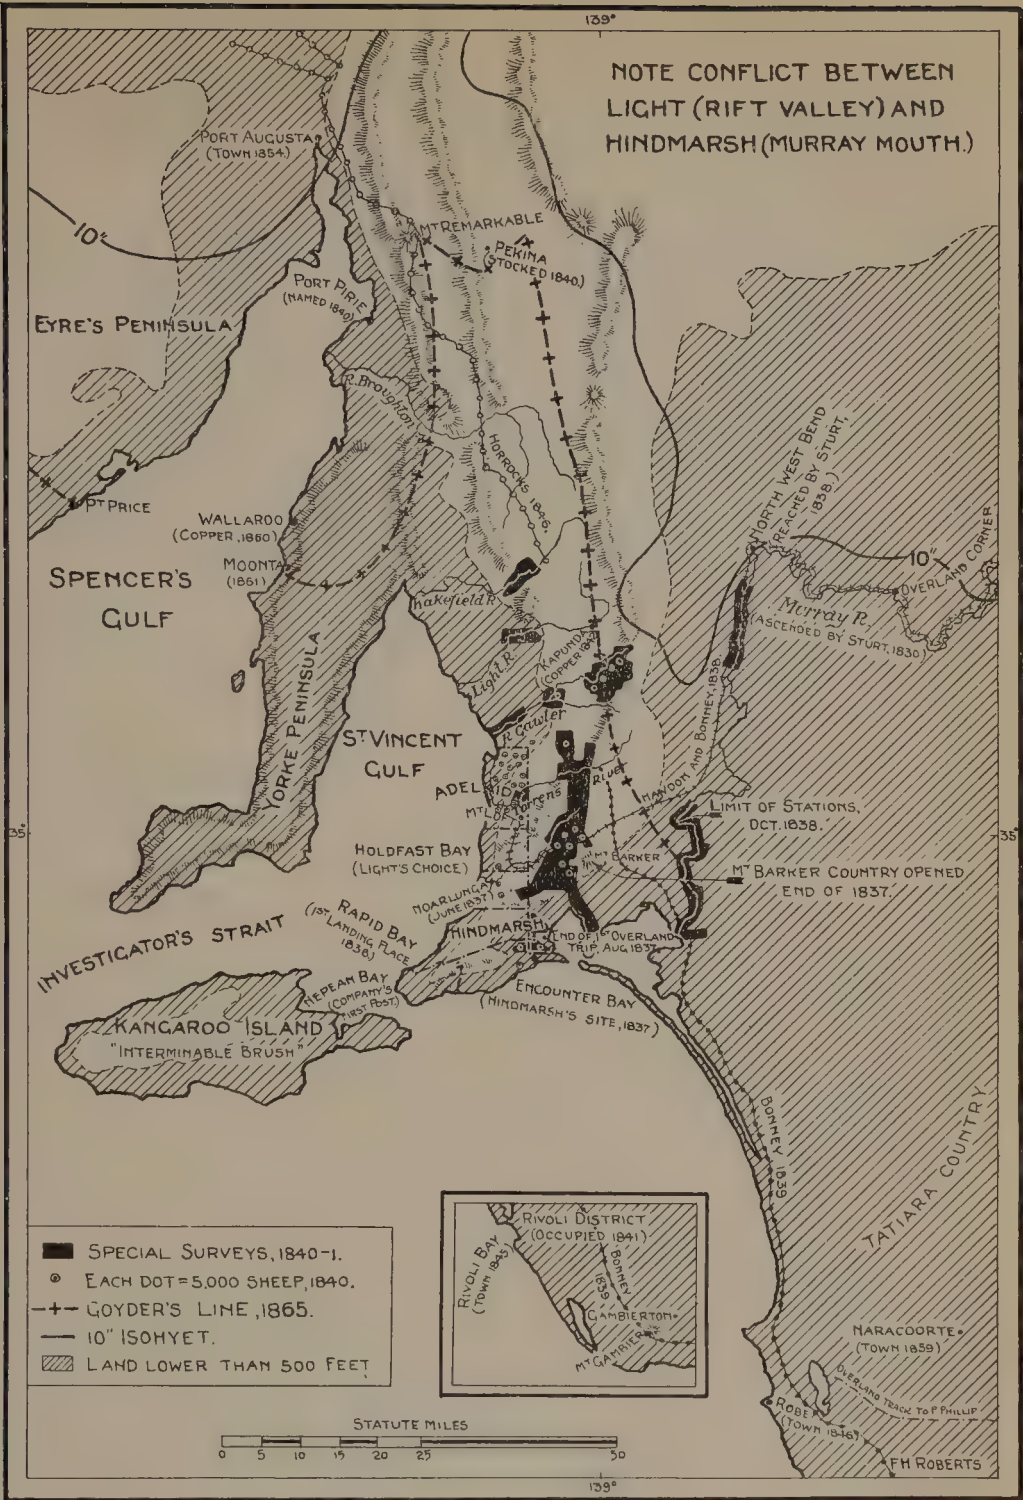 139°
NOTE CONFLICT BETWEEN
LIGHT (RIFT VALLEY) AND
HINDMARSH (MURRAY MOUTH.)
PORT AUGUSTA
(TOWN 1854)
10"
MT REMARKABLE
PEKINA
(STOCKED 1840.)
PORT PIRIE
(NAMED 1840)
EYRE'S PENINSULA
R. Broughton
HORROCKS 1846.
NORTH WEST BEND
(REACHED BY STURT,
1838.)
PT PRICE
WALLAROO
(COPPER, 1860)
MOONTA
(1861)
SPENCER'S
GULF
10"
OVERLAND CORNER
Murray R.
(ASCENDED BY STURT, 1830)
Wakefield R.
Light R.
KAPUNDA
(COPPER
R. Gawler
YORKE PENINSULA
ST VINCENT
GULF
HAWDON AND BONNEY, 1838.
ADELAIDE
Torrens
River
MT
LIMIT OF STATIONS,
OCT. 1838.
35°
35°
HOLDFAST BAY
(LIGHT'S CHOICE)
MT BARKER
MT BARKER COUNTRY OPENED
END OF 1837.
NOARLUNGA
(JUNE 1837)
RAPID BAY
(1ST LANDING PLACE
1838.)
HINDMARSH
END OF 1ST OVERLAND
TRIP, AUG 1837
INVESTIGATOR'S STRAIT
NEPEAN BAY
(COMPANY'S
FIRST POST.)
ENCOUNTER BAY
(HINDMARSH'S SITE, 1837)
KANGAROO ISLAND
"INTERMINABLE BRUSH"
BONNEY 1839
TATIARA COUNTRY
RIVOLI DISTRICT
(OCCUPIED 1841)
RIVOLI BAY
(TOWN 1845)
BONNEY
1839
GAMBIERTON
MT GAMBIER
SPECIAL SURVEYS, 1840-1.
EACH DOT = 5,000 SHEEP, 1840.
GOYDER'S LINE, 1865.
10" ISOHYET.
LAND LOWER THAN 500 FEET
NARACOORTE
(TOWN 1859)
OVERLAND TRACK TO P PHILLIP
ROBE
(TOWN 1846)
FH ROBERTS
STATUTE MILES
0 5 10 15 20 25 50
139°